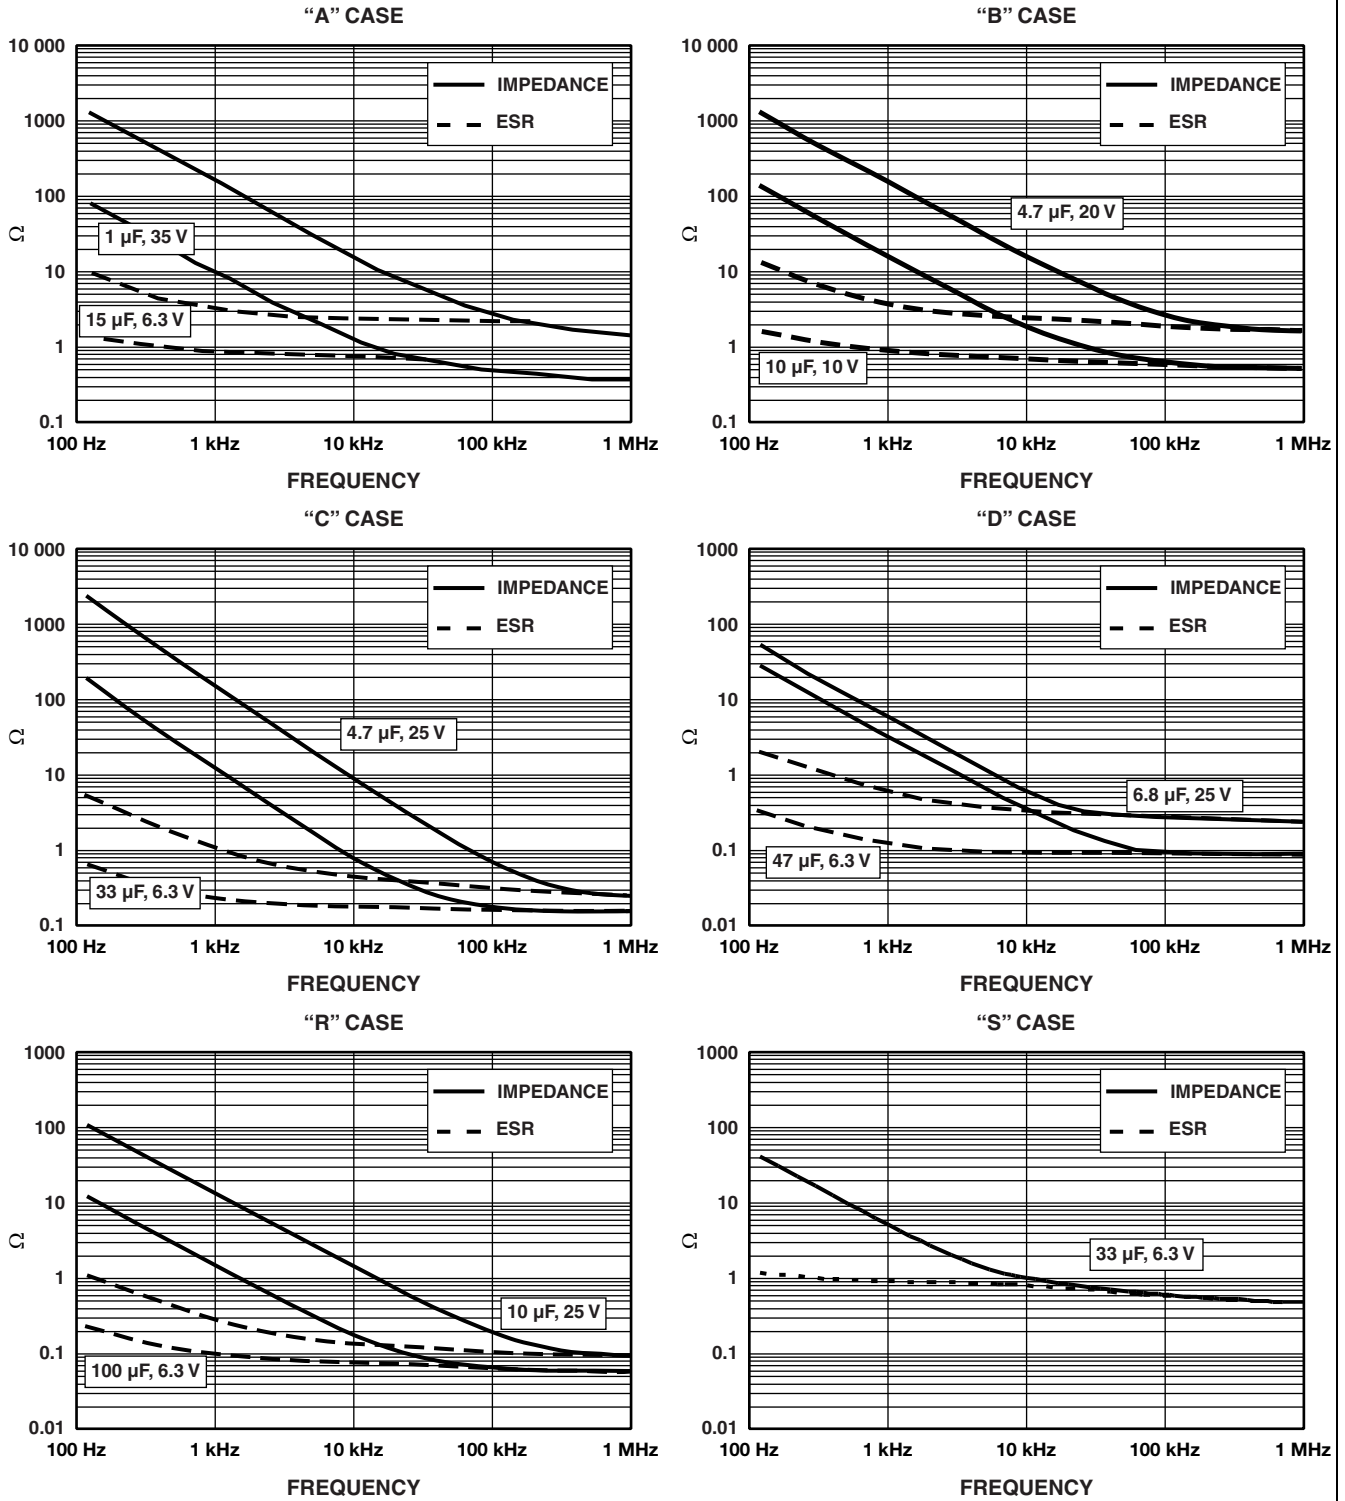 “A” CASE
10 000
1000
100
10
1
0.1
Ω
IMPEDANCE
ESR
1 µF, 35 V
15 µF, 6.3 V
100 Hz 1 kHz 10 kHz 100 kHz 1 MHz
FREQUENCY
“B” CASE
10 000
1000
100
10
1
0.1
Ω
IMPEDANCE
ESR
4.7 µF, 20 V
10 µF, 10 V
100 Hz 1 kHz 10 kHz 100 kHz 1 MHz
FREQUENCY
“C” CASE
10 000
1000
100
10
1
0.1
Ω
IMPEDANCE
ESR
4.7 µF, 25 V
33 µF, 6.3 V
100 Hz 1 kHz 10 kHz 100 kHz 1 MHz
FREQUENCY
“D” CASE
1000
100
10
1
0.1
0.01
Ω
IMPEDANCE
ESR
6.8 µF, 25 V
47 µF, 6.3 V
100 Hz 1 kHz 10 kHz 100 kHz 1 MHz
FREQUENCY
“R” CASE
1000
100
10
1
0.1
0.01
Ω
IMPEDANCE
ESR
10 µF, 25 V
100 µF, 6.3 V
100 Hz 1 kHz 10 kHz 100 kHz 1 MHz
FREQUENCY
“S” CASE
1000
100
10
1
0.1
0.01
Ω
IMPEDANCE
ESR
33 µF, 6.3 V
100 Hz 1 kHz 10 kHz 100 kHz 1 MHz
FREQUENCY